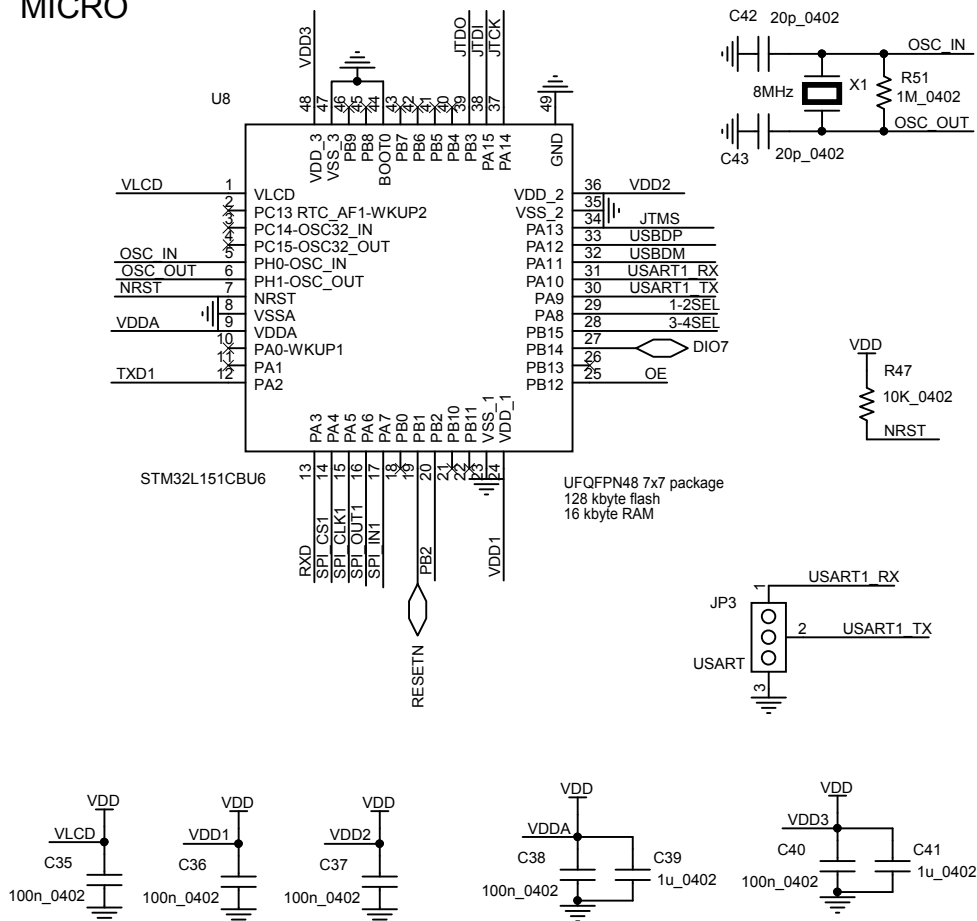 MICRO
U8
VDD3
JTDO
JTDI
JTCK
48
47
46
45
44
43
42
41
40
39
38
37
49
VDD_3
VSS_3
PB9
PB8
BOOT0
PB7
PB6
PB5
PB4
PB3
PA15
PA14
GND
VLCD 1 VLCD
2 PC13 RTC_AF1-WKUP2
3 PC14-OSC32_IN
4 PC15-OSC32_OUT
OSC_IN 5 PH0-OSC_IN
OSC_OUT 6 PH1-OSC_OUT
NRST 7 NRST
8 VSSA
VDDA 9 VDDA
10 PA0-WKUP1
11 PA1
TXD1 12 PA2
VDD_2 36 VDD2
VSS_2 35
PA13 34 JTMS
PA12 33 USBDP
PA11 32 USBDM
PA10 31 USART1_RX
PA9 30 USART1_TX
PA8 29 1-2SEL
PB15 28 3-4SEL
PB14 27 DIO7
PB13 26
PB12 25 OE
PA3
PA4
PA5
PA6
PA7
PB0
PB1
PB2
PB10
PB11
VSS_1
VDD_1
13
14
15
16
17
18
19
20
21
22
23
24
RXD
SPI_CS1
SPI_CLK1
SPI_OUT1
SPI_IN1
RESETN
PB2
VDD1
STM32L151CBU6
UFQFPN48 7x7 package
128 kbyte flash
16 kbyte RAM
C42 20p_0402
OSC_IN
8MHz X1
R51
1M_0402
OSC_OUT
C43 20p_0402
VDD
R47
10K_0402
NRST
JP3
USART
1 USART1_RX
2 USART1_TX
3
VDD
VLCD
C35
100n_0402
VDD
VDD1
C36
100n_0402
VDD
VDD2
C37
100n_0402
VDD
VDDA
C38
100n_0402
C39
1u_0402
VDD
VDD3
C40
100n_0402
C41
1u_0402